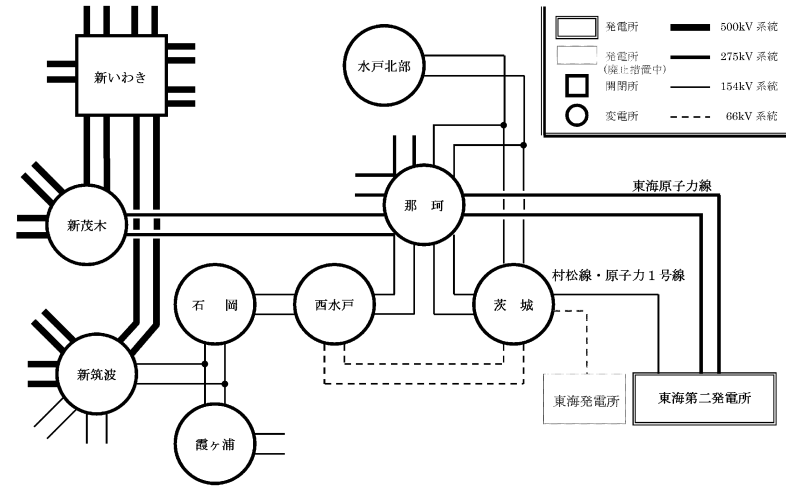 新いわき
水戸北部
発電所
500kV 系統
発電所
(廃止措置中)
275kV 系統
開閉所
154kV 系統
変電所
66kV 系統
東海原子力線
那 珂
新茂木
村松線・原子力1号線
石 岡
西水戸
茨 城
新筑波
東海発電所
東海第二発電所
霞ヶ浦